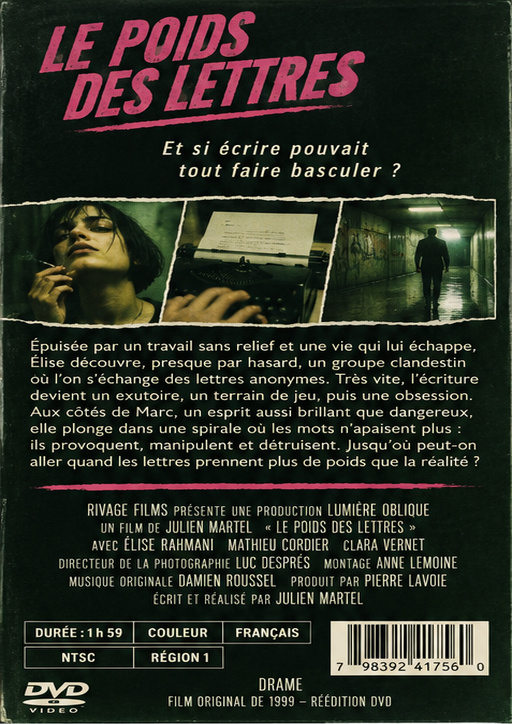 LE POIDS
DES LETTRES
Et si écrire pouvait
tout faire basculer ?
Épuisée par un travail sans relief et une vie qui lui échappe,
Élise découvre, presque par hasard, un groupe clandestin
où l'on s'échange des lettres anonymes. Très vite, l'écriture
devient un exutoire, un terrain de jeu, puis une obsession.
Aux côtés de Marc, un esprit aussi brillant que dangereux,
elle plonge dans une spirale où les mots n'apaisent plus :
ils provoquent, manipulent et détruisent. Jusqu'où peut-on
aller quand les lettres prennent plus de poids que la réalité ?
RIVAGE FILMS PRÉSENTE UNE PRODUCTION LUMIÈRE OBLIQUE
UN FILM DE JULIEN MARTEL « LE POIDS DES LETTRES »
AVEC ÉLISE RAHMANI MATHIEU CORDIER CLARA VERNET
DIRECTEUR DE LA PHOTOGRAPHIE LUC DESPRÉS MONTAGE ANNE LEMOINE
MUSIQUE ORIGINALE DAMIEN ROUSSEL PRODUIT PAR PIERRE LAVOIE
ÉCRIT ET RÉALISÉ PAR JULIEN MARTEL
DURÉE : 1 h 59 COULEUR FRANÇAIS
NTSC RÉGION 1
7 98392 41756 0
DVD
VIDEO
DRAME
FILM ORIGINAL DE 1999 – RÉÉDITION DVD